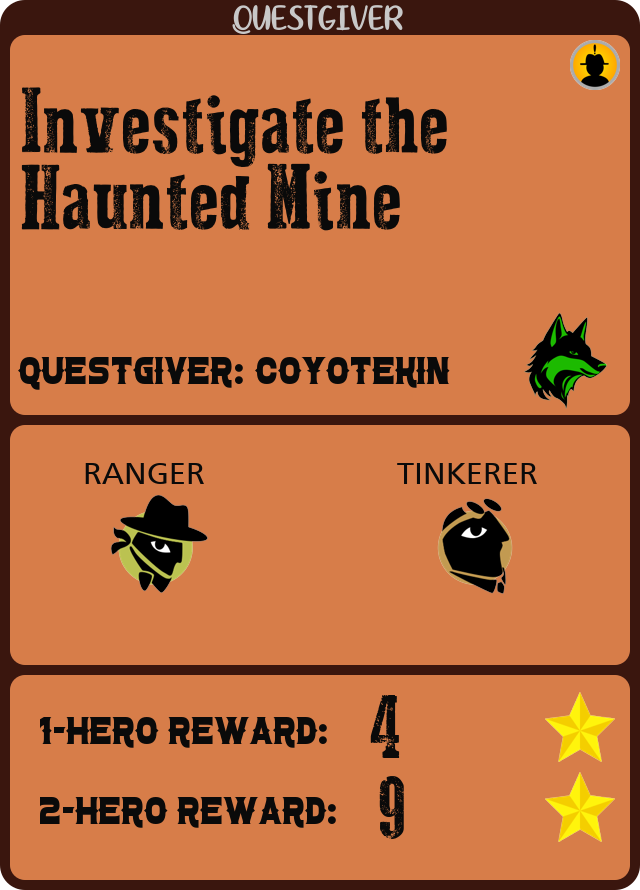 QUESTGIVER
Investigate the
Haunted Mine
QUESTGIVER: COYOTEKIN
RANGER TINKERER
1-HERO REWARD: 4
2-HERO REWARD: 9